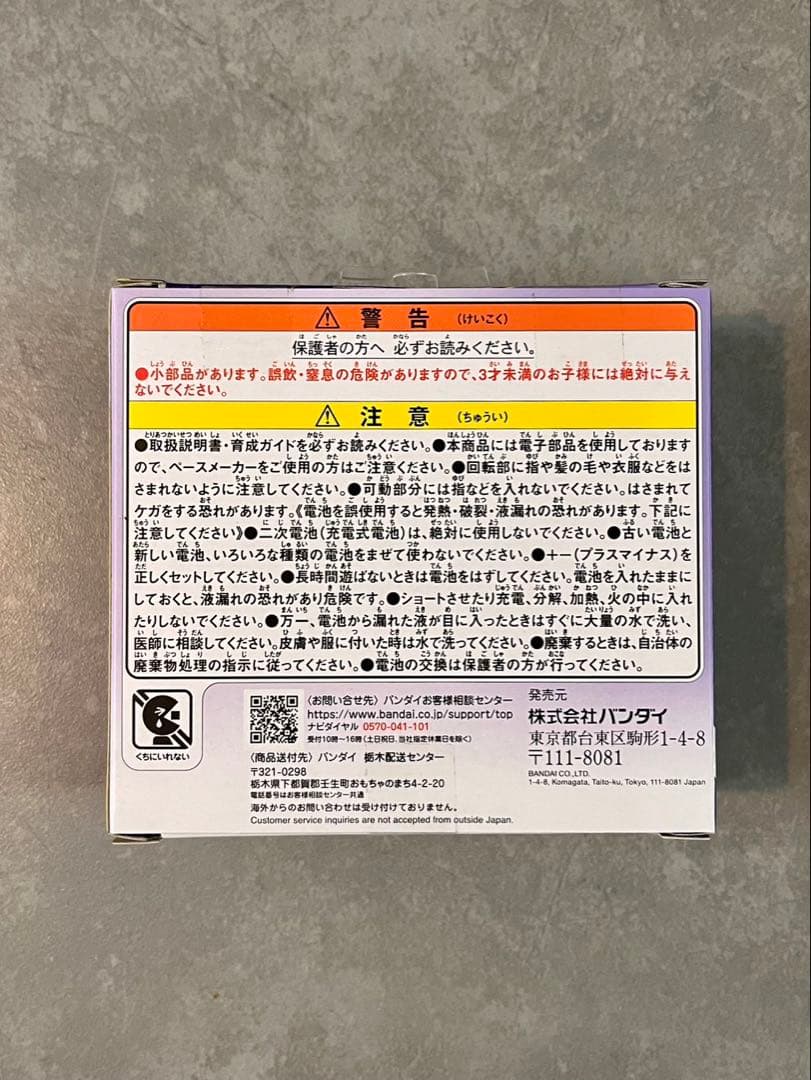 ⚠ 警告 (けいこく)
保護者の方へ 必ずお読みください。
●小部品があります。誤飲・窒息の危険がありますので、3才未満のお子様には絶対に与え
ないでください。
⚠ 注意 (ちゅうい)
●取扱説明書・育成ガイドを必ずお読みください。●本商品には電子部品を使用しております
ので、ペースメーカーをご使用の方はご注意ください。●回転部に指や髪の毛や衣服などをは
さまれないように注意してください。●可動部分には指などを入れないでください。はさまれて
ケガをする恐れがあります。《電池を誤使用すると発熱・破裂・液漏れの恐れがあります。下記に
注意してください》●二次電池(充電式電池)は、絶対に使用しないでください。●古い電池と
新しい電池、いろいろな種類の電池をまぜて使わないでください。●+-(プラスマイナス)を
正しくセットしてください。●長時間遊ばないときは電池をはずしてください。電池を入れたままに
しておくと、液漏れの恐れがあり危険です。●ショートさせたり充電、分解、加熱、火の中に入れ
たりしないでください。●万一、電池から漏れた液が目に入ったときはすぐに大量の水で洗い、
医師に相談してください。皮膚や服に付いた時は水で洗ってください。●廃棄するときは、自治体の
廃棄物処理の指示に従ってください。●電池の交換は保護者の方が行ってください。
くちにいれない
〈お問い合せ先〉バンダイお客様相談センター
https://www.bandai.co.jp/support/top
ナビダイヤル 0570-041-101
受付10時〜16時(土日祝日、当社指定休業日を除く)
〈商品送付先〉バンダイ 栃木配送センター
〒321-0298
栃木県下都賀郡壬生町おもちゃのまち4-2-20
電話番号はお客様相談センター共通
海外からのお問い合わせは受け付けておりません。
Customer service inquiries are not accepted from outside Japan.
発売元
株式会社バンダイ
東京都台東区駒形1-4-8
〒111-8081
BANDAI CO.,LTD.
1-4-8, Komagata, Taito-ku, Tokyo, 111-8081 Japan